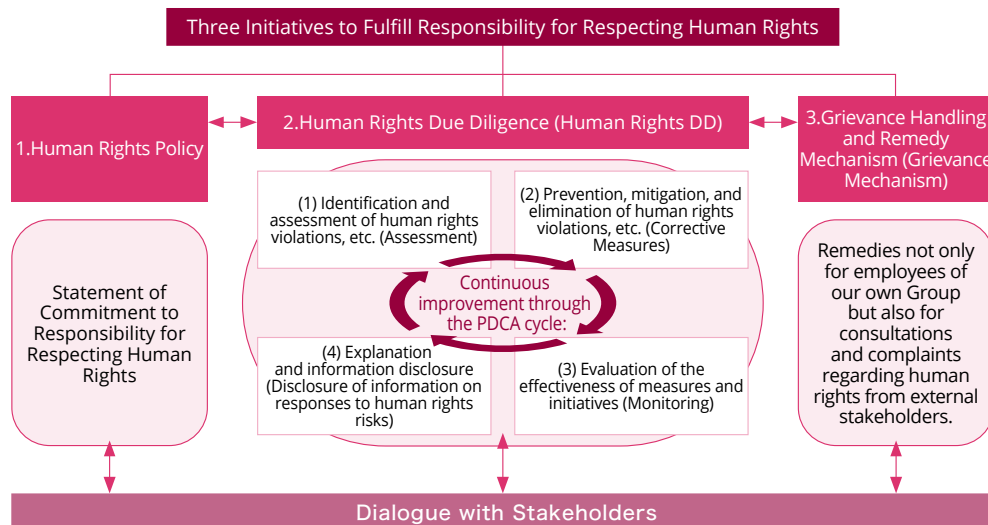 Three Initiatives to Fulfill Responsibility for Respecting Human Rights
1.Human Rights Policy
2.Human Rights Due Diligence (Human Rights DD)
3.Grievance Handling
and Remedy
Mechanism (Grievance
Mechanism)
Statement of
Commitment to
Responsibility for
Respecting Human
Rights
(1) Identification and
assessment of human rights
violations, etc. (Assessment)
(2) Prevention, mitigation, and
elimination of human rights
violations, etc. (Corrective
Measures)
Continuous
improvement through
the PDCA cycle:
(4) Explanation
and information disclosure
(Disclosure of information on
responses to human rights
risks)
(3) Evaluation of the
effectiveness of measures and
initiatives (Monitoring)
Remedies not only
for employees of
our own Group
but also for
consultations
and complaints
regarding human
rights from external
stakeholders.
Dialogue with Stakeholders